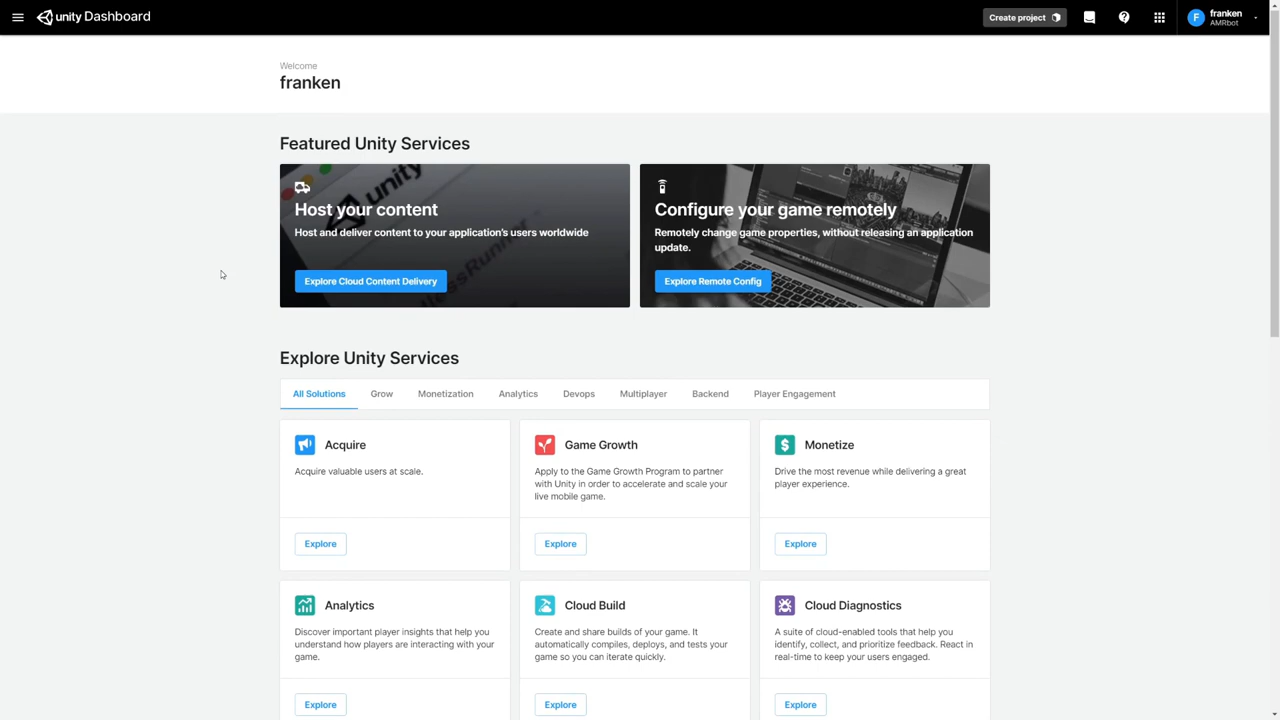 unity Dashboard
Create project
F
franken
AMRbot
Welcome
franken
Featured Unity Services
unity
Host your content
Host and deliver content to your application's users worldwide
Explore Cloud Content Delivery
Configure your game remotely
Remotely change game properties, without releasing an application
update.
Explore Remote Config
Explore Unity Services
All Solutions
Grow
Monetization
Analytics
Devops
Multiplayer
Backend
Player Engagement
Acquire
Acquire valuable users at scale.
Explore
Game Growth
Apply to the Game Growth Program to partner
with Unity in order to accelerate and scale your
live mobile game.
Explore
Monetize
Drive the most revenue while delivering a great
player experience.
Explore
Analytics
Discover important player insights that help you
understand how players are interacting with your
game.
Explore
Cloud Build
Create and share builds of your game. It
automatically compiles, deploys, and tests your
game so you can iterate quickly.
Explore
Cloud Diagnostics
A suite of cloud-enabled tools that help you
identify, collect, and prioritize feedback. React in
real-time to keep your users engaged.
Explore